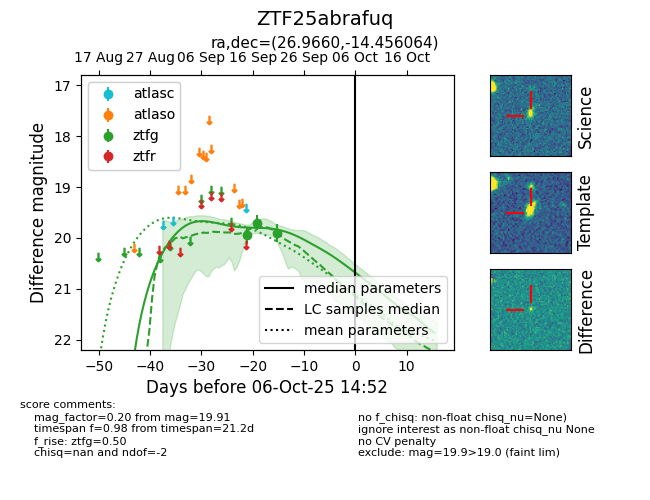 ZTF25abrafuq
ra,dec=(26.9660,-14.456064)
17 Aug 27 Aug 06 Sep 16 Sep 26 Sep 06 Oct 16 Oct
17
18
19
20
21
22
Difference magnitude
atlasc
atlaso
ztfg
ztfr
median parameters
LC samples median
mean parameters
−50 −40 −30 −20 −10 0 10
Days before 06-Oct-25 14:52
Science
Template
Difference
score comments:
mag_factor=0.20 from mag=19.91
timespan f=0.98 from timespan=21.2d
f_rise: ztfg=0.50
chisq=nan and ndof=-2
no f_chisq: non-float chisq_nu=None)
ignore interest as non-float chisq_nu None
no CV penalty
exclude: mag=19.9>19.0 (faint lim)